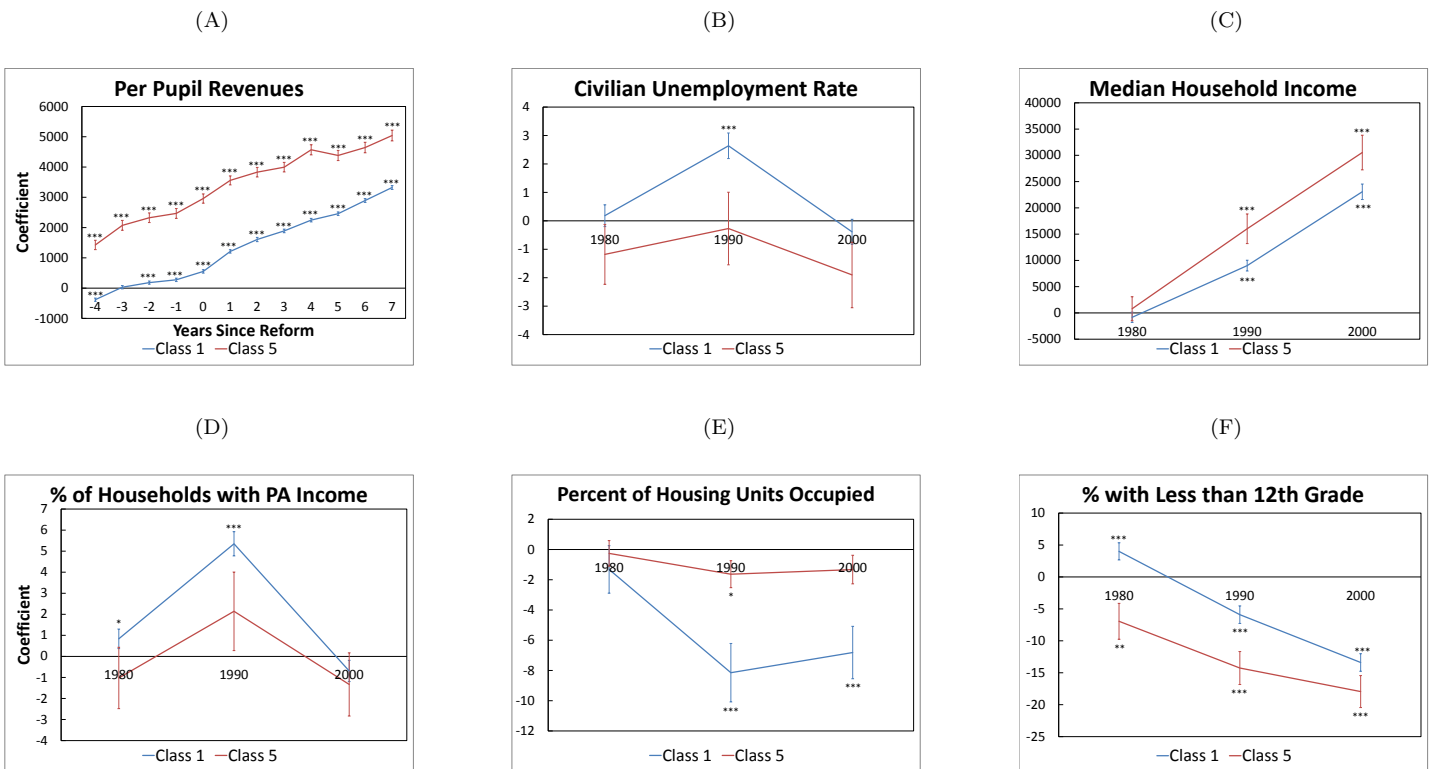 (A)
(B)
(C)
Per Pupil Revenues
6000
5000
4000
3000
2000
1000
0
-1000
Coefficient
*** *** *** *** *** *** *** *** *** *** *** ***
*** *** *** *** *** *** *** *** *** *** ***
-4 -3 -2 -1 0 1 2 3 4 5 6 7
Years Since Reform
Class 1 Class 5
Civilian Unemployment Rate
4
3
2
1
0
-1
-2
-3
-4
***
1980 1990 2000
Class 1 Class 5
Median Household Income
40000
35000
30000
25000
20000
15000
10000
5000
0
-5000
*** ***
*** ***
1980 1990 2000
Class 1 Class 5
(D)
(E)
(F)
% of Households with PA Income
7
6
5
4
3
2
1
0
-1
-2
-3
-4
Coefficient
* ***
1980 1990 2000
Class 1 Class 5
Percent of Housing Units Occupied
2
0
-2
-4
-6
-8
-10
-12
1980 1990 2000
*
*** ***
Class 1 Class 5
% with Less than 12th Grade
10
5
0
-5
-10
-15
-20
-25
***
1980 1990 2000
*** ***
** *** ***
Class 1 Class 5